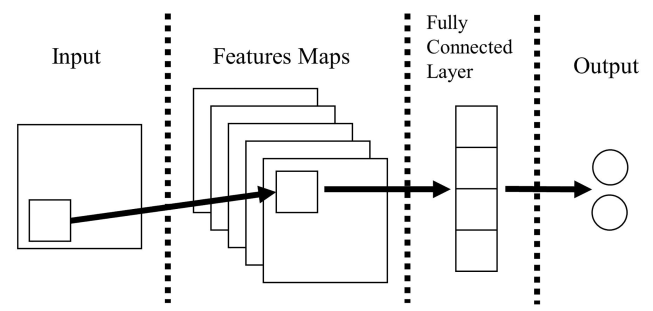 Input
Features Maps
Fully
Connected
Layer
Output